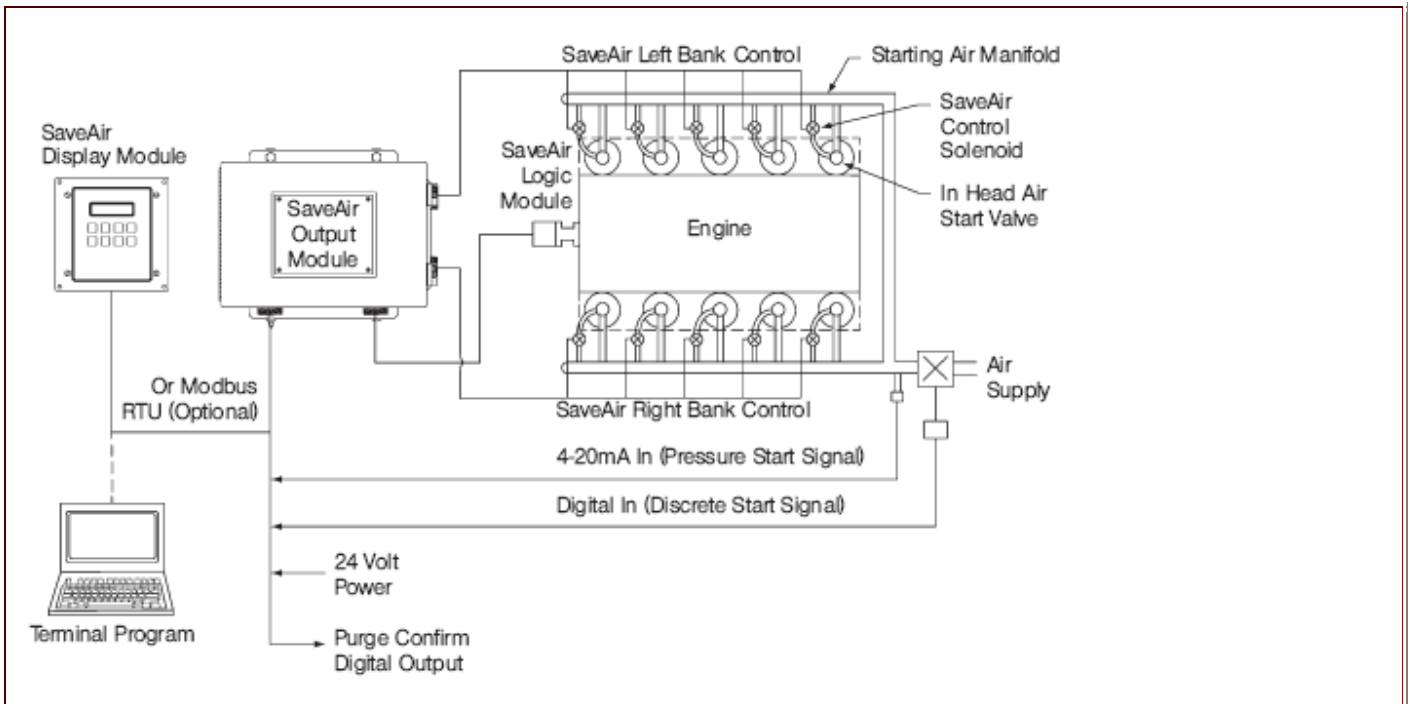 SaveAir Left Bank Control
Starting Air Manifold
SaveAir
Control
Solenoid
In Head Air
Start Valve
SaveAir
Display Module
SaveAir
Logic
Module
SaveAir
Output
Module
Engine
Air
Supply
Or Modbus
RTU (Optional)
SaveAir Right Bank Control
4-20mA In (Pressure Start Signal)
Digital In (Discrete Start Signal)
24 Volt
Power
Terminal Program
Purge Confirm
Digital Output